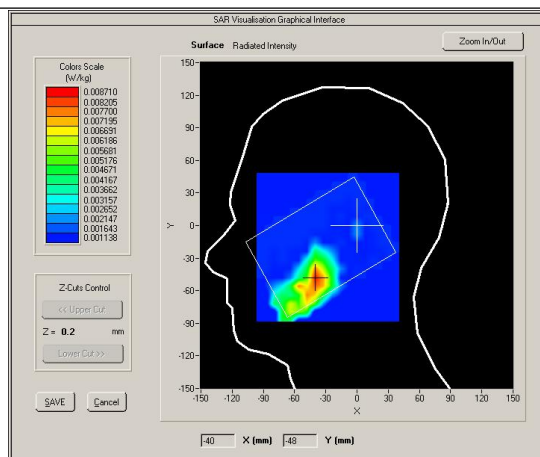 SAR Visualisation Graphical Interface
Surface Radiated Intensity
Zoom In/Out
Colors Scale
(W/kg)
0.008710
0.008205
0.007700
0.007195
0.006691
0.006186
0.005681
0.005176
0.004671
0.004167
0.003662
0.003157
0.002652
0.002147
0.001643
0.001138
150
120
90
60
30
0
-30
-60
-90
-120
-150
Y
-150 -120 -90 -60 -30 0 30 60 90 120 150
X
Z-Cuts Control
<< Upper Cut
Z = 0.2 mm
Lower Cut >>
SAVE Cancel
-40 X (mm) -48 Y (mm)